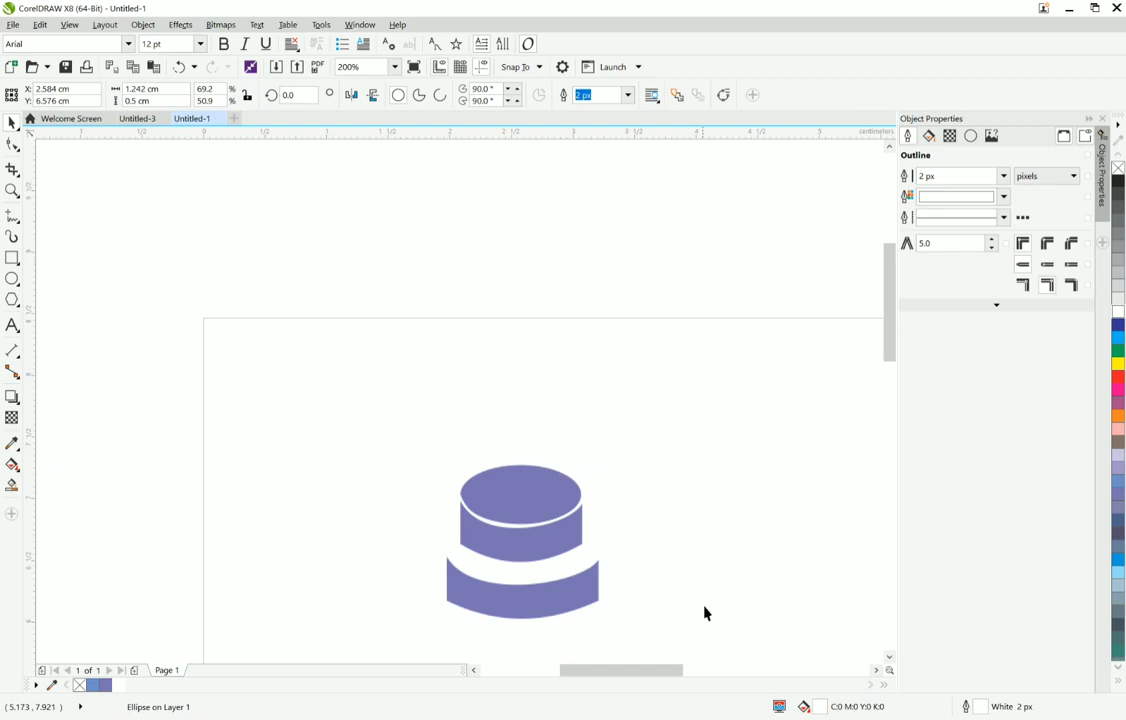 CorelDRAW X8 (64-Bit) - Untitled-1
File Edit View Layout Object Effects Bitmaps Text Table Tools Window Help
Arial 12 pt B I U
PDF 200% Snap To Launch
X: 2.584 cm 1.242 cm 69.2 % 0.0 90.0 ° 2 px
Y: 6.576 cm 0.5 cm 50.9 % 90.0 °
Welcome Screen Untitled-3 Untitled-1
centimeters
Object Properties
Outline
2 px pixels
5.0
Object Properties
1 of 1 Page 1
(5.173, 7.921 ) Ellipse on Layer 1 C:0 M:0 Y:0 K:0 White 2 px